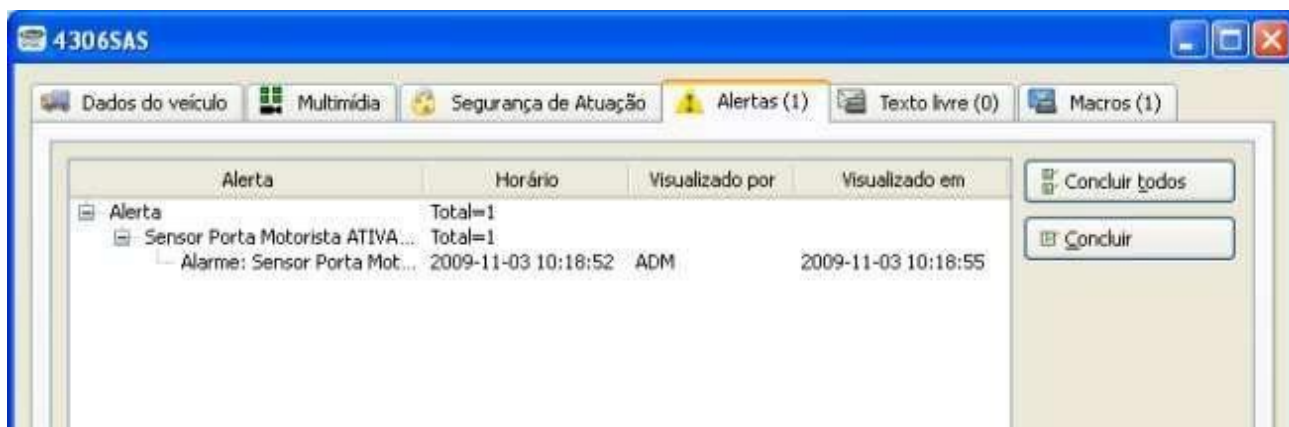 4306SAS
Dados do veículo Multimídia Segurança de Atuação Alertas (1) Texto livre (0) Macros (1)
Alerta Horário Visualizado por Visualizado em
Concluir todos
Alerta Total=1
Sensor Porta Motorista ATIVA... Total=1
Concluir
Alarme: Sensor Porta Mot... 2009-11-03 10:18:52 ADM 2009-11-03 10:18:55